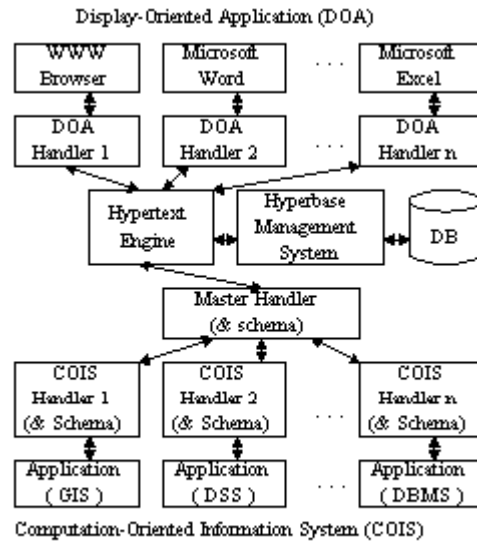 Display-Oriented Application (DOA)
WWW Browser
Microsoft Word
. . .
Microsoft Excel
DOA Handler 1
DOA Handler 2
. . .
DOA Handler n
Hypertext Engine
Hyperbase Management System
DB
Master Handler (& schema)
COIS Handler 1 (& Schema)
COIS Handler 2 (& Schema)
. . .
COIS Handler n (& Schema)
Application ( GIS )
Application ( DSS )
. . .
Application ( DBMS )
Computation-Oriented Information System (COIS)